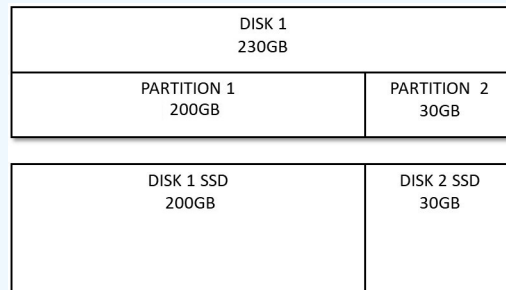 DISK 1
230GB
PARTITION 1
200GB
PARTITION 2
30GB
DISK 1 SSD
200GB
DISK 2 SSD
30GB